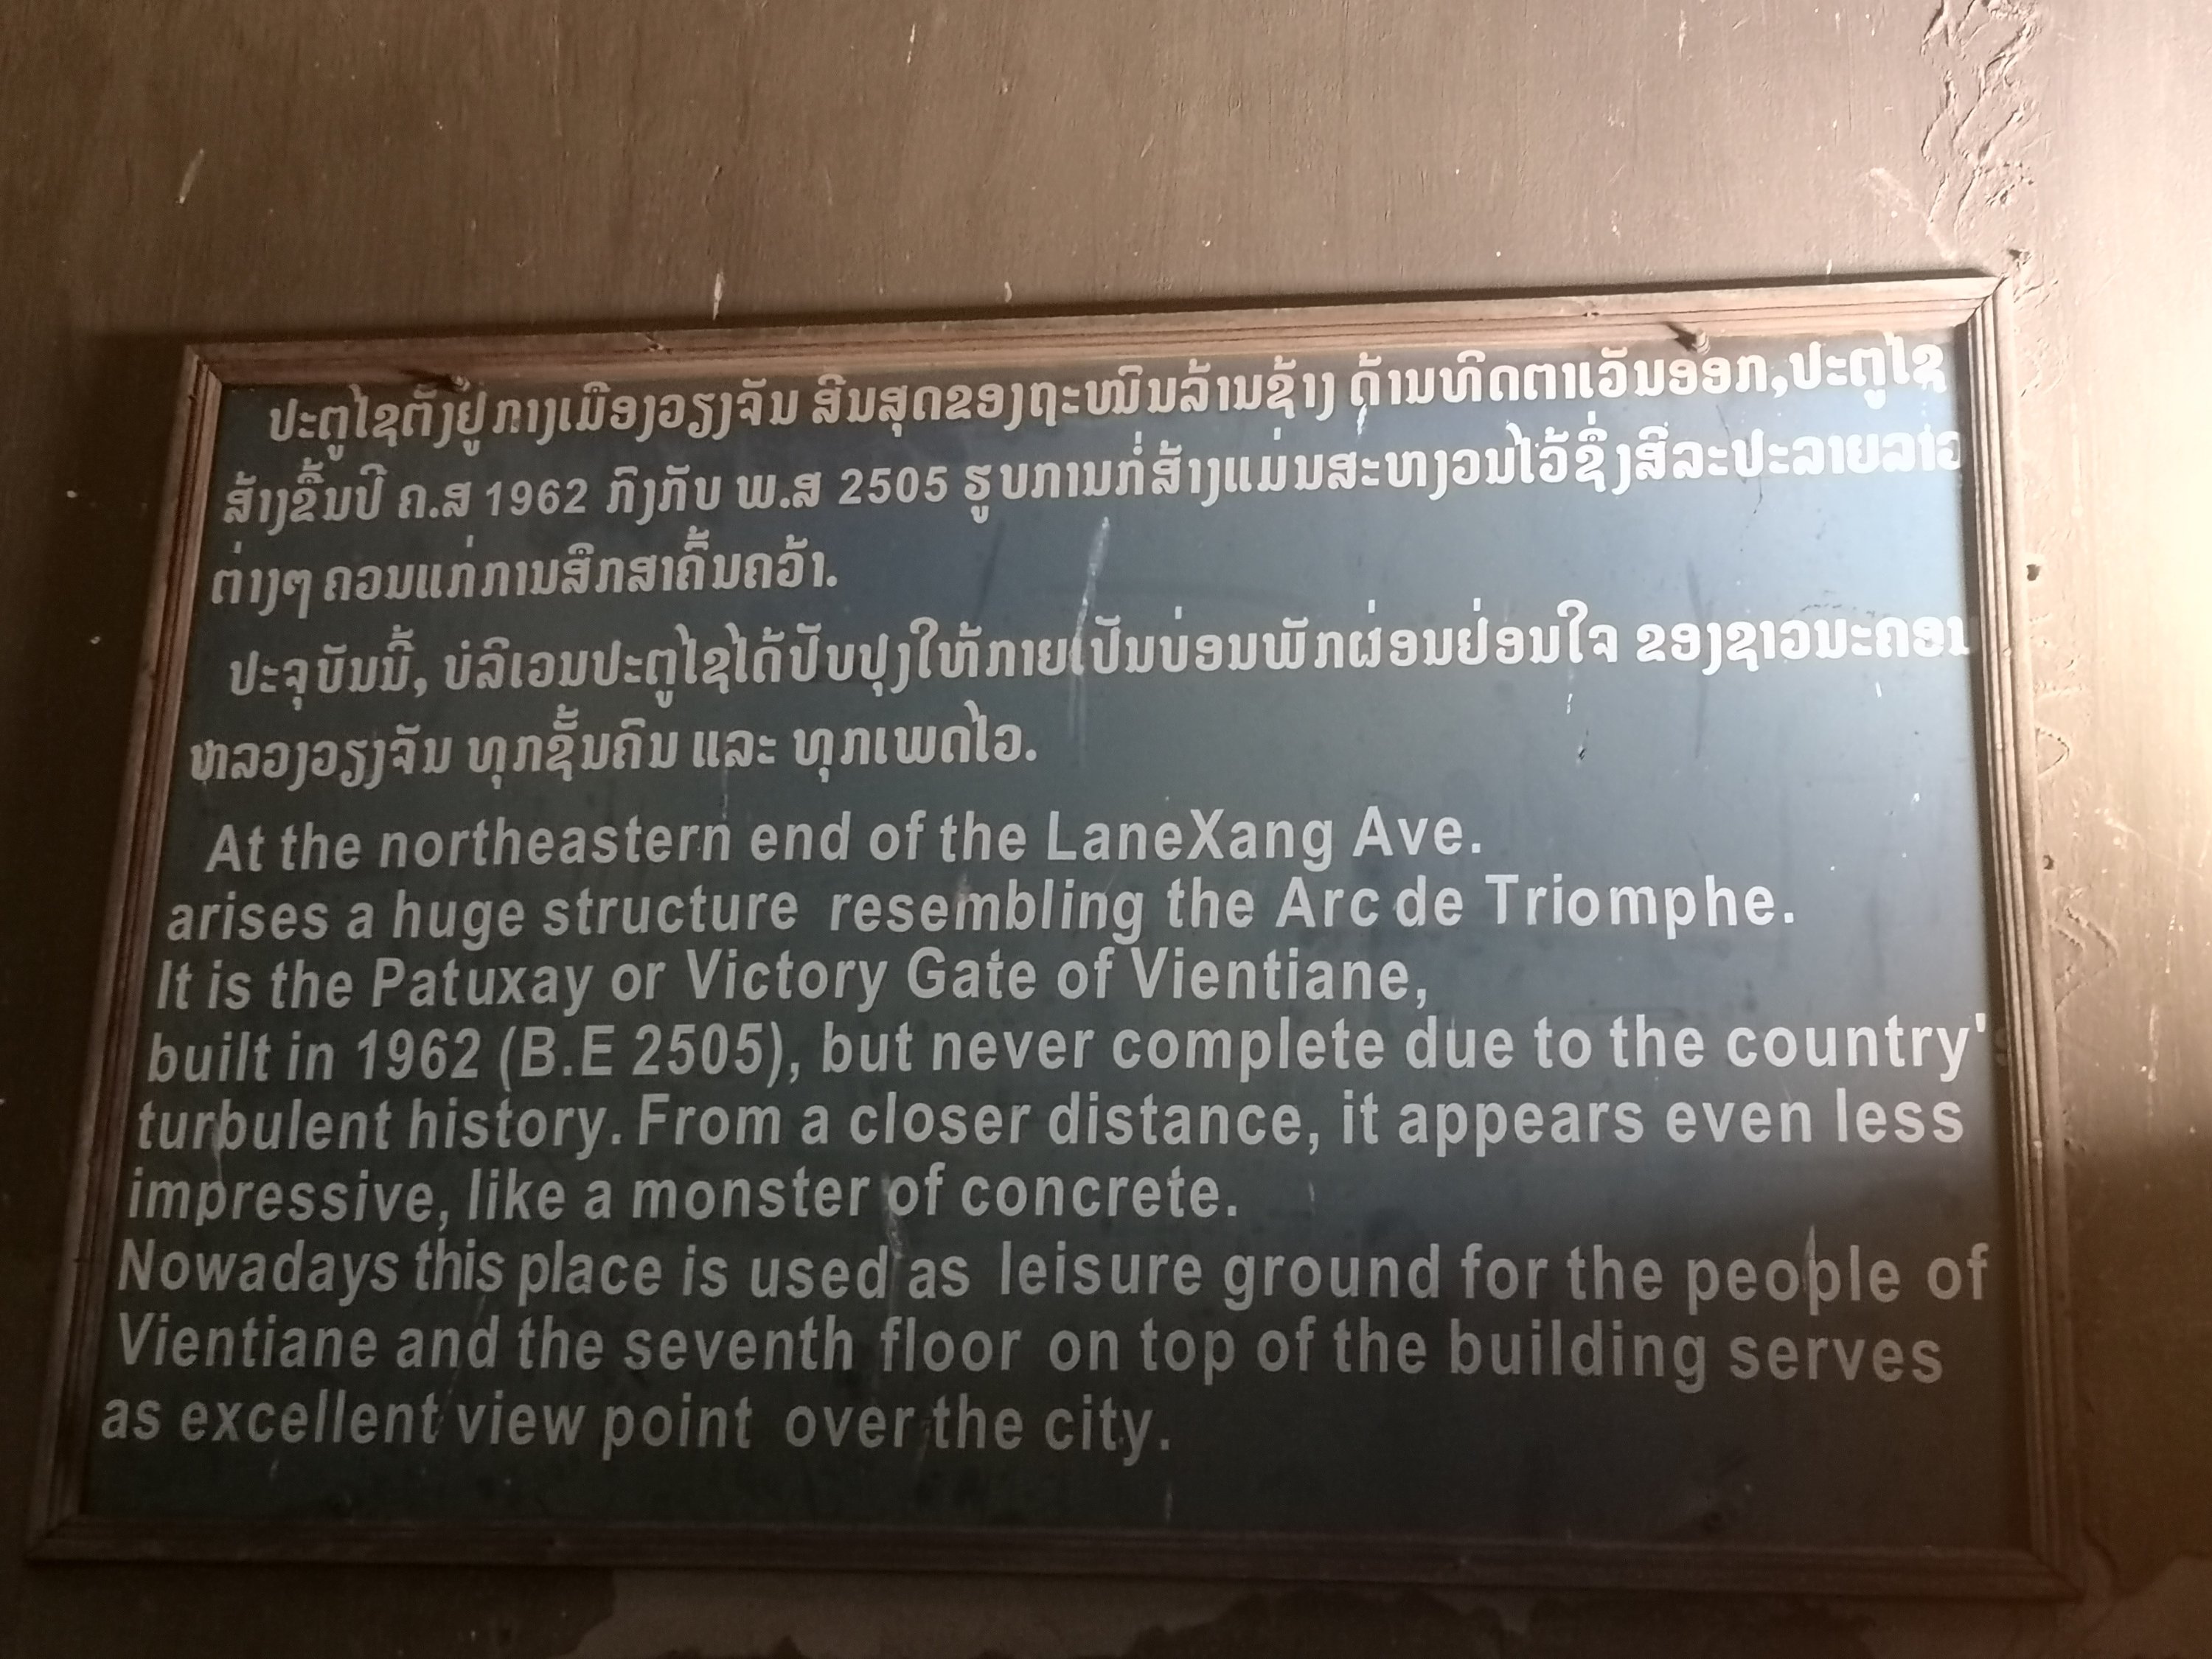 ປະຕູໄຊຕັ້ງຢູ່ກາງເມືອງວຽງຈັນ ສິ້ນສຸດຂອງຖະໜົນລ້ານຊ້າງ ດ້ານທິດຕາເວັນອອກ,ປະຕູໄຊ
ສ້າງຂຶ້ນປີ ຄ.ສ 1962 ກົງກັບ ພ.ສ 2505 ຮູບການກໍ່ສ້າງແມ່ນສະຫງວນໄວ້ຊຶ່ງສິລະປະລາຍລາວ
ຕ່າງໆ ຄວນແກ່ການສຶກສາຄົ້ນຄວ້າ.
ປະຈຸບັນນີ້, ບໍລິເວນປະຕູໄຊໄດ້ປັບປຸງໃຫ້ກາຍເປັນບ່ອນພັກຜ່ອນຢ່ອນໃຈ ຂອງຊາວນະຄອນ
ຫລວງວຽງຈັນ ທຸກຊັ້ນຄົນ ແລະ ທຸກເພດໄວ.
At the northeastern end of the LaneXang Ave.
arises a huge structure resembling the Arc de Triomphe.
It is the Patuxay or Victory Gate of Vientiane,
built in 1962 (B.E 2505), but never complete due to the country's
turbulent history. From a closer distance, it appears even less
impressive, like a monster of concrete.
Nowadays this place is used as leisure ground for the people of
Vientiane and the seventh floor on top of the building serves
as excellent view point over the city.